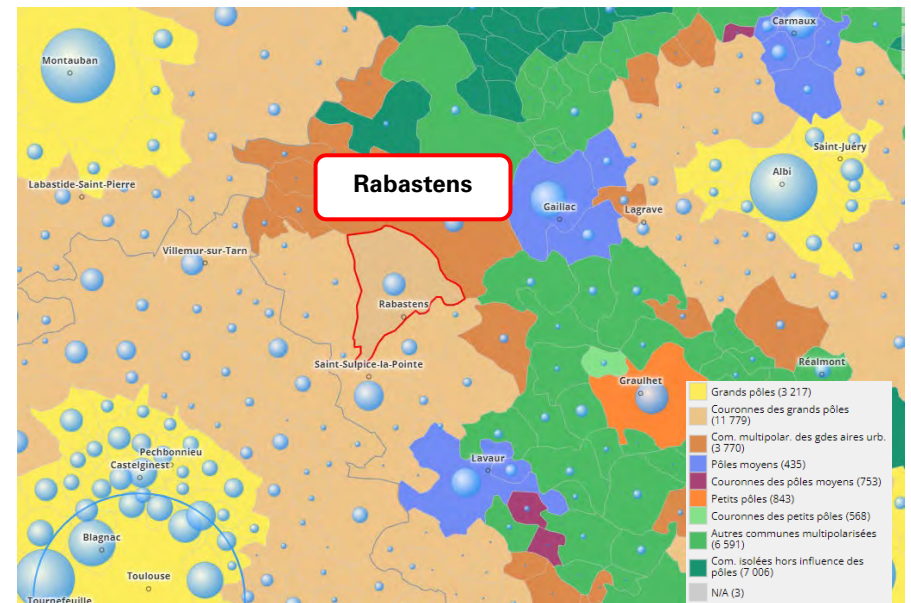 Carmaux
Montauban
Saint-Juéry
Albi
Rabastens
Labastide-Saint-Pierre
Gaillac
Lagrave
Villemur-sur-Tarn
Rabastens
Saint-Sulpice-la-Pointe
Réalmont
Graulhet
Grands pôles (3 217)
Couronnes des grands pôles
(11 779)
Com. multipolar. des gdes aires urb.
(3 770)
Pôles moyens (435)
Couronnes des pôles moyens (753)
Petits pôles (843)
Couronnes des petits pôles (568)
Autres communes multipolarisées
(6 591)
Com. isolées hors influence des
pôles (7 006)
N/A (3)
Pechbonnieu
Castelginest
Lavaur
Blagnac
Toulouse
Tournefeuille